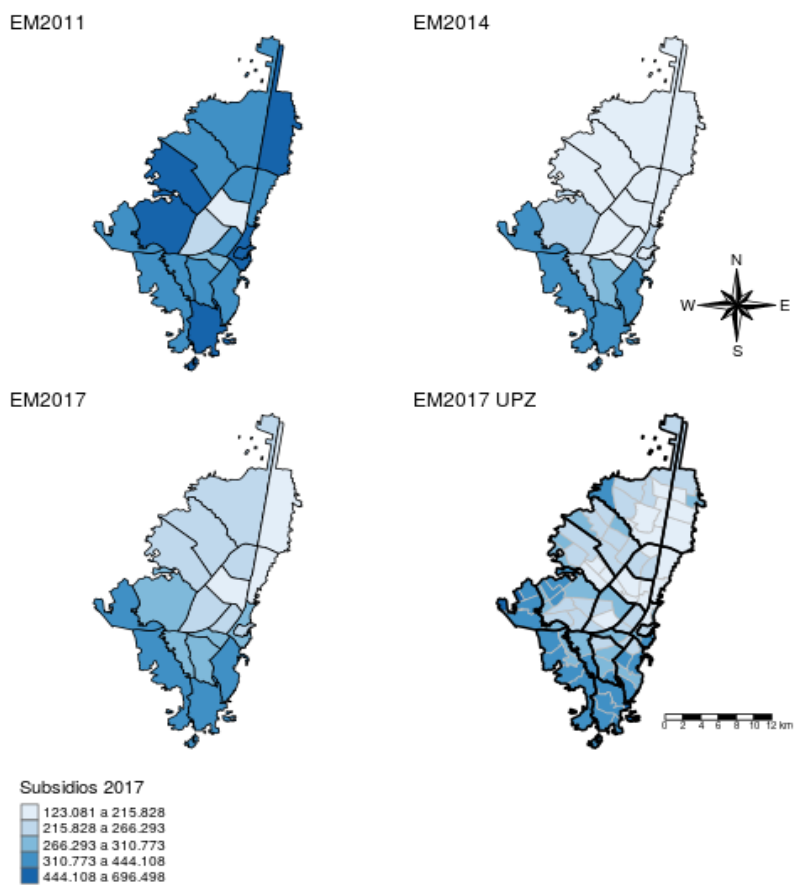 EM2011
EM2014
N
W
E
S
EM2017
EM2017 UPZ
0 2 4 6 8 10 12 km
Subsidios 2017
123.081 a 215.828
215.828 a 266.293
266.293 a 310.773
310.773 a 444.108
444.108 a 696.498